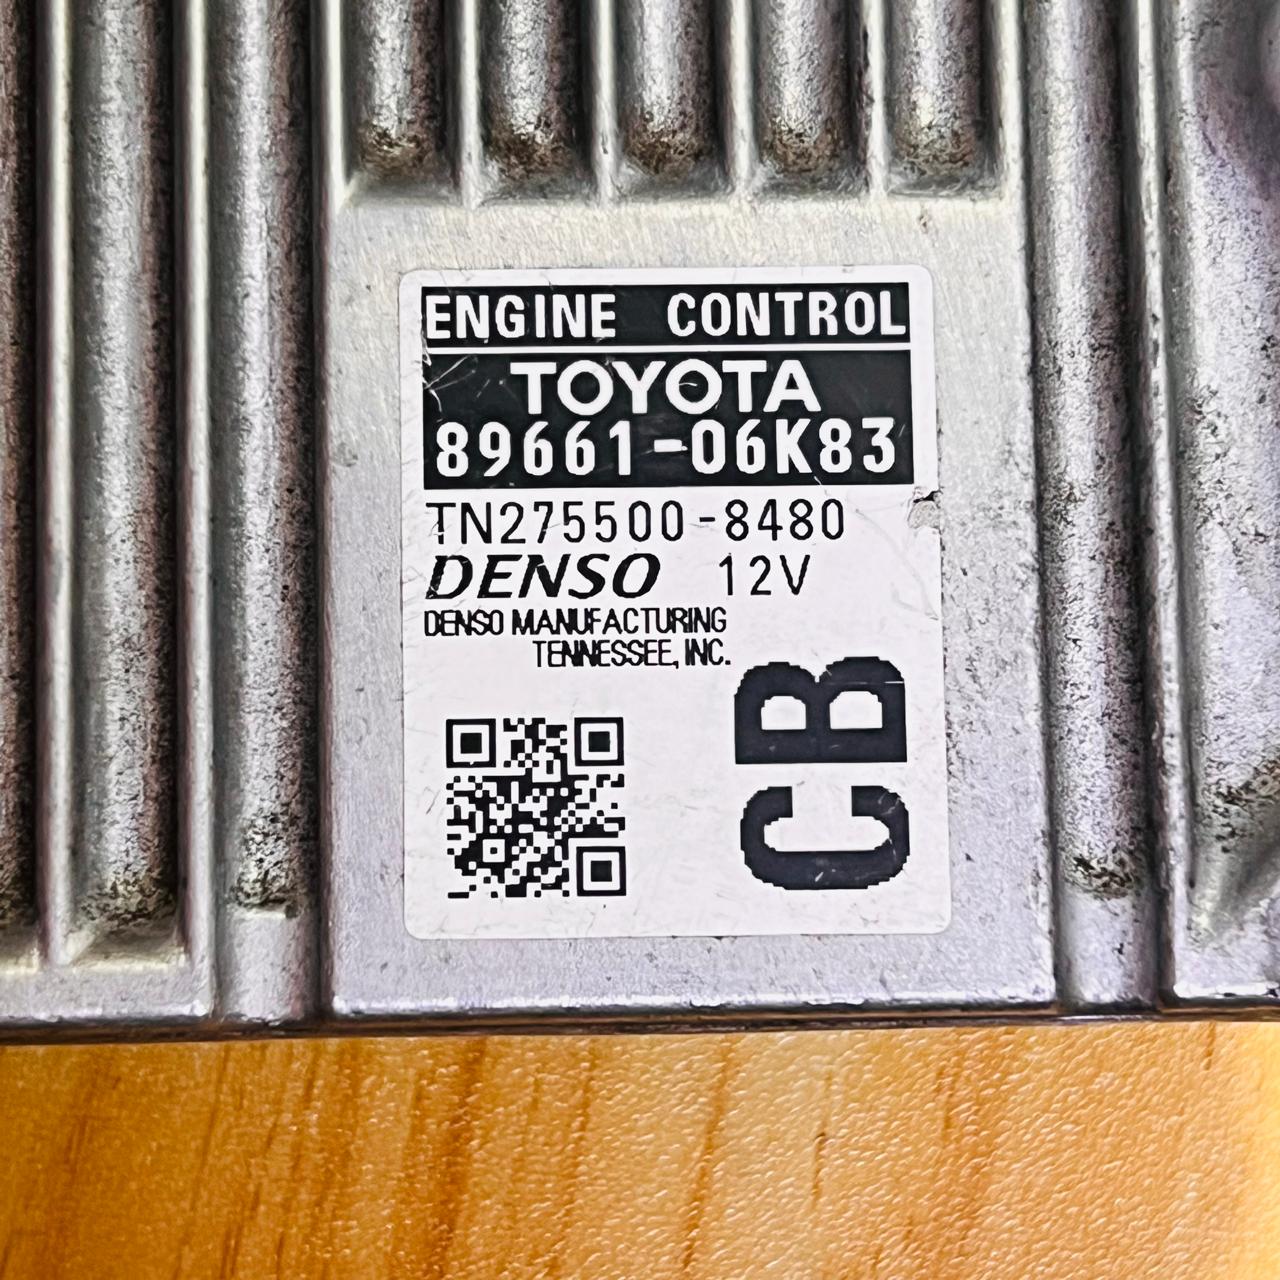 ENGINE CONTROL
TOYOTA
89661-06K83
TN275500-8480
DENSO 12V
DENSO MANUFACTURING
TENNESSEE, INC.
CB